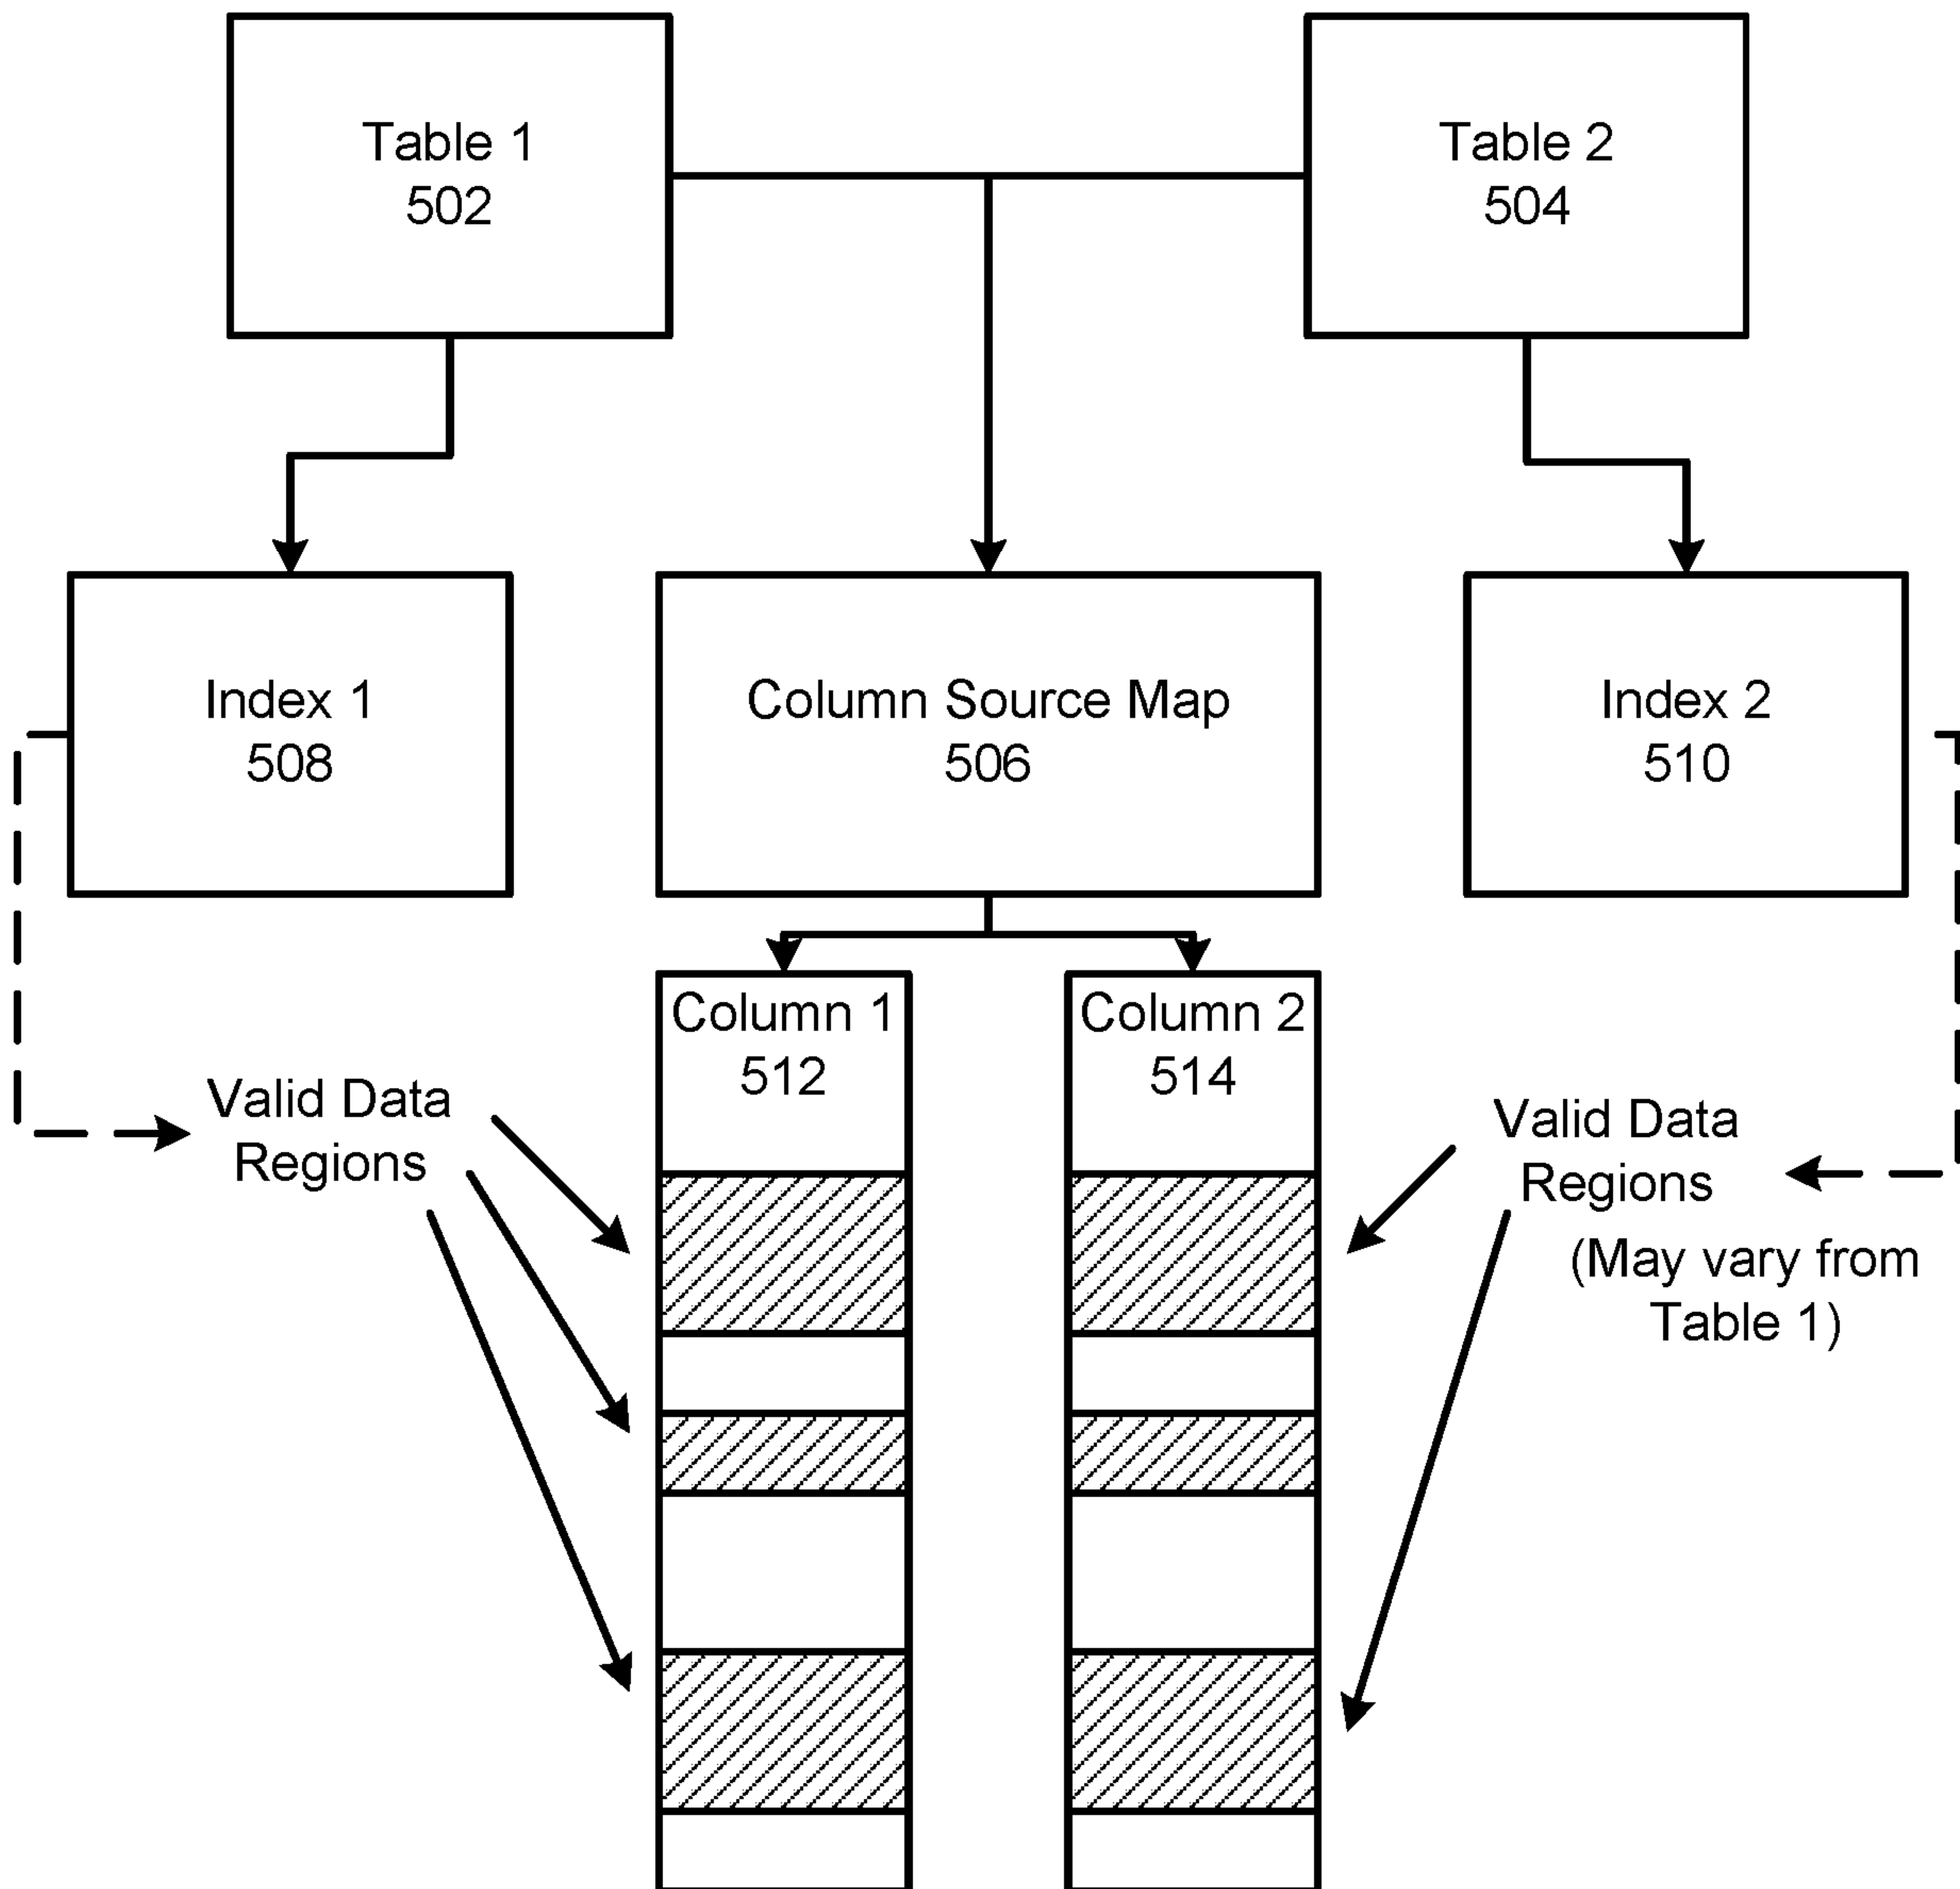 Table 1
502
Table 2
504
Index 1
508
Column Source Map
506
Index 2
510
Column 1
512
Column 2
514
Valid Data
Regions
Valid Data
Regions
(May vary from
Table 1)